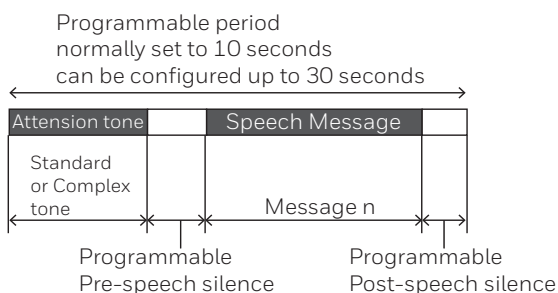 Programmable period
normally set to 10 seconds
can be configured up to 30 seconds
Attension tone
Speech Message
Standard
or Complex
tone
Message n
Programmable
Pre-speech silence
Programmable
Post-speech silence